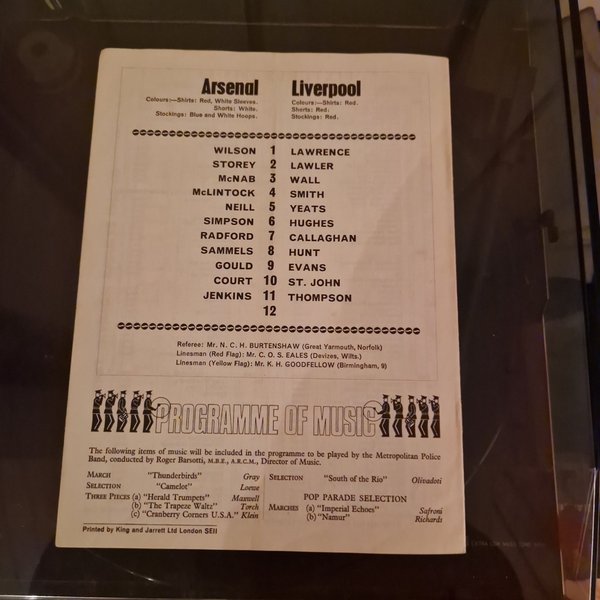 Arsenal Liverpool
Colours:—Shirts: Red, White Sleeves. Colours:—Shirts: Red.
Shorts: White. Shorts: Red.
Stockings: Blue and White Hoops. Stockings: Red.
WILSON 1 LAWRENCE
STOREY 2 LAWLER
McNAB 3 WALL
McLINTOCK 4 SMITH
NEILL 5 YEATS
SIMPSON 6 HUGHES
RADFORD 7 CALLAGHAN
SAMMELS 8 HUNT
GOULD 9 EVANS
COURT 10 ST. JOHN
JENKINS 11 THOMPSON
12
Referee: Mr. N. C. H. BURTENSHAW (Great Yarmouth, Norfolk)
Linesman (Red Flag): Mr. C. O. S. EALES (Devizes, Wilts.)
Linesman (Yellow Flag): Mr. K. H. GOODFELLOW (Birmingham, 9)
PROGRAMME OF MUSIC
The following items of music will be included in the programme to be played by the Metropolitan Police
Band, conducted by Roger Barsotti, M.B.E., A.R.C.M., Director of Music.
MARCH "Thunderbirds" Gray
SELECTION "Camelot" Loewe
THREE PIECES (a) "Herald Trumpets" Maxwell
(b) "The Trapeze Waltz" Torch
(c) "Cranberry Corners U.S.A." Klein
SELECTION "South of the Rio" Olivadoti
POP PARADE SELECTION
MARCHES (a) "Imperial Echoes" Safroni
(b) "Namur" Richards
Printed by King and Jarrett Ltd London SE11